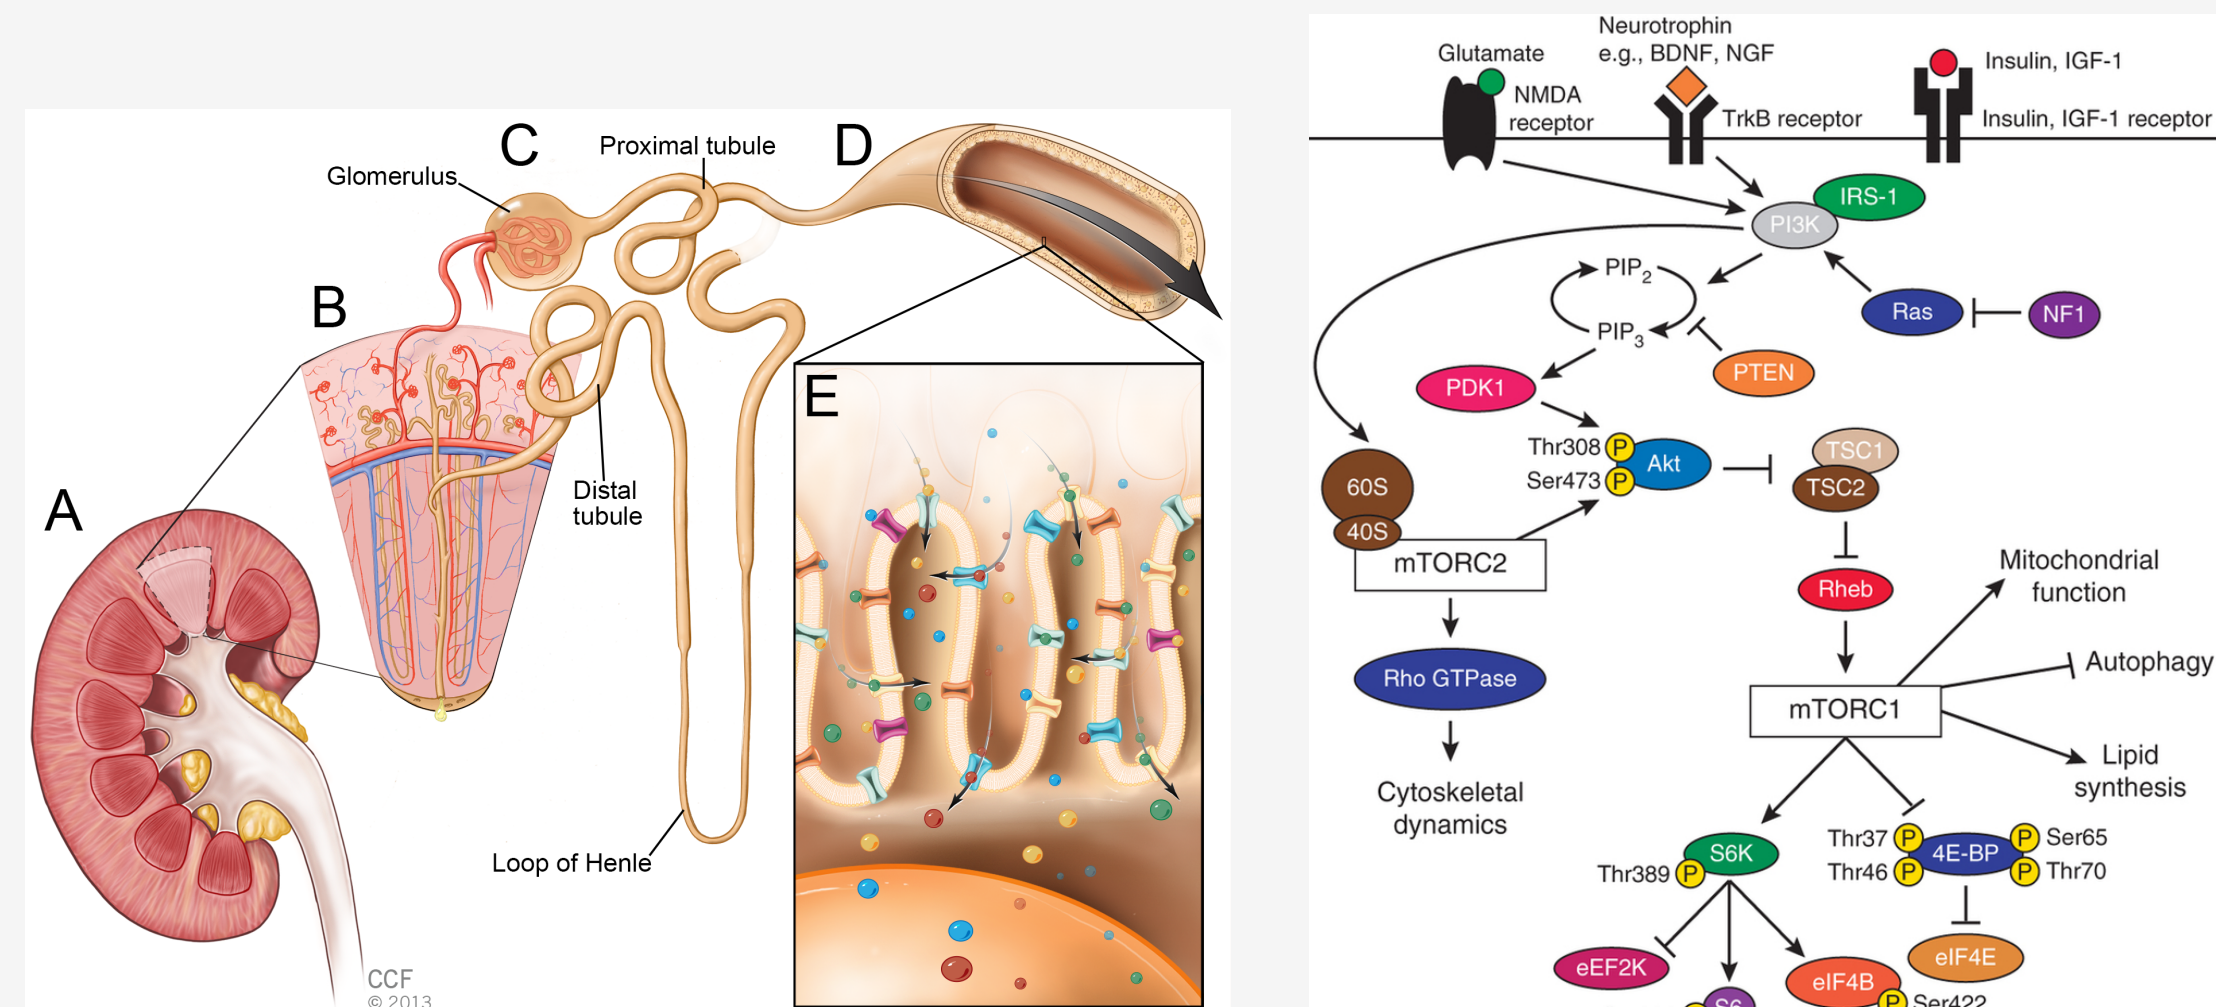 C
Proximal tubule
D
Glomerulus
B
E
A
Distal
tubule
Loop of Henle
CCF
© 2013
Neurotrophin
e.g., BDNF, NGF
Glutamate
Insulin, IGF-1
NMDA
receptor
TrkB receptor
Insulin, IGF-1 receptor
IRS-1
PI3K
PIP2
Ras
NF1
PIP3
PTEN
PDK1
Thr308 P
Akt
TSC1
Ser473 P
TSC2
60S
40S
mTORC2
Rheb
Mitochondrial
function
Autophagy
Rho GTPase
mTORC1
Lipid
synthesis
Cytoskeletal
dynamics
S6K
Thr389 P
Thr37 P
4E-BP
P Ser65
Thr46 P
P Thr70
eEF2K
eIF4E
eIF4B
S6
P Ser422